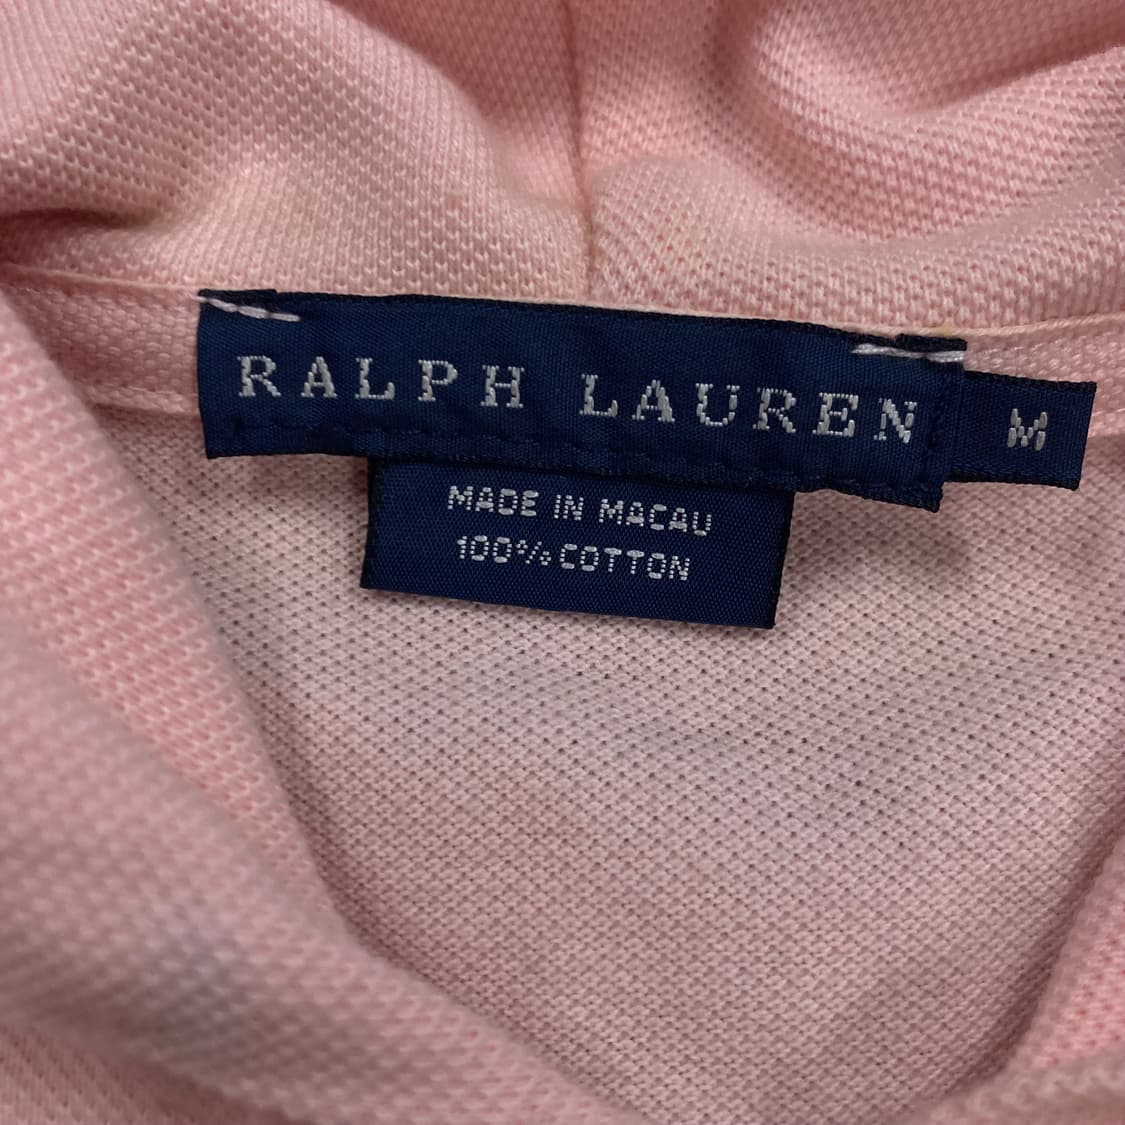 RALPH LAUREN
M
MADE IN MACAU
100% COTTON